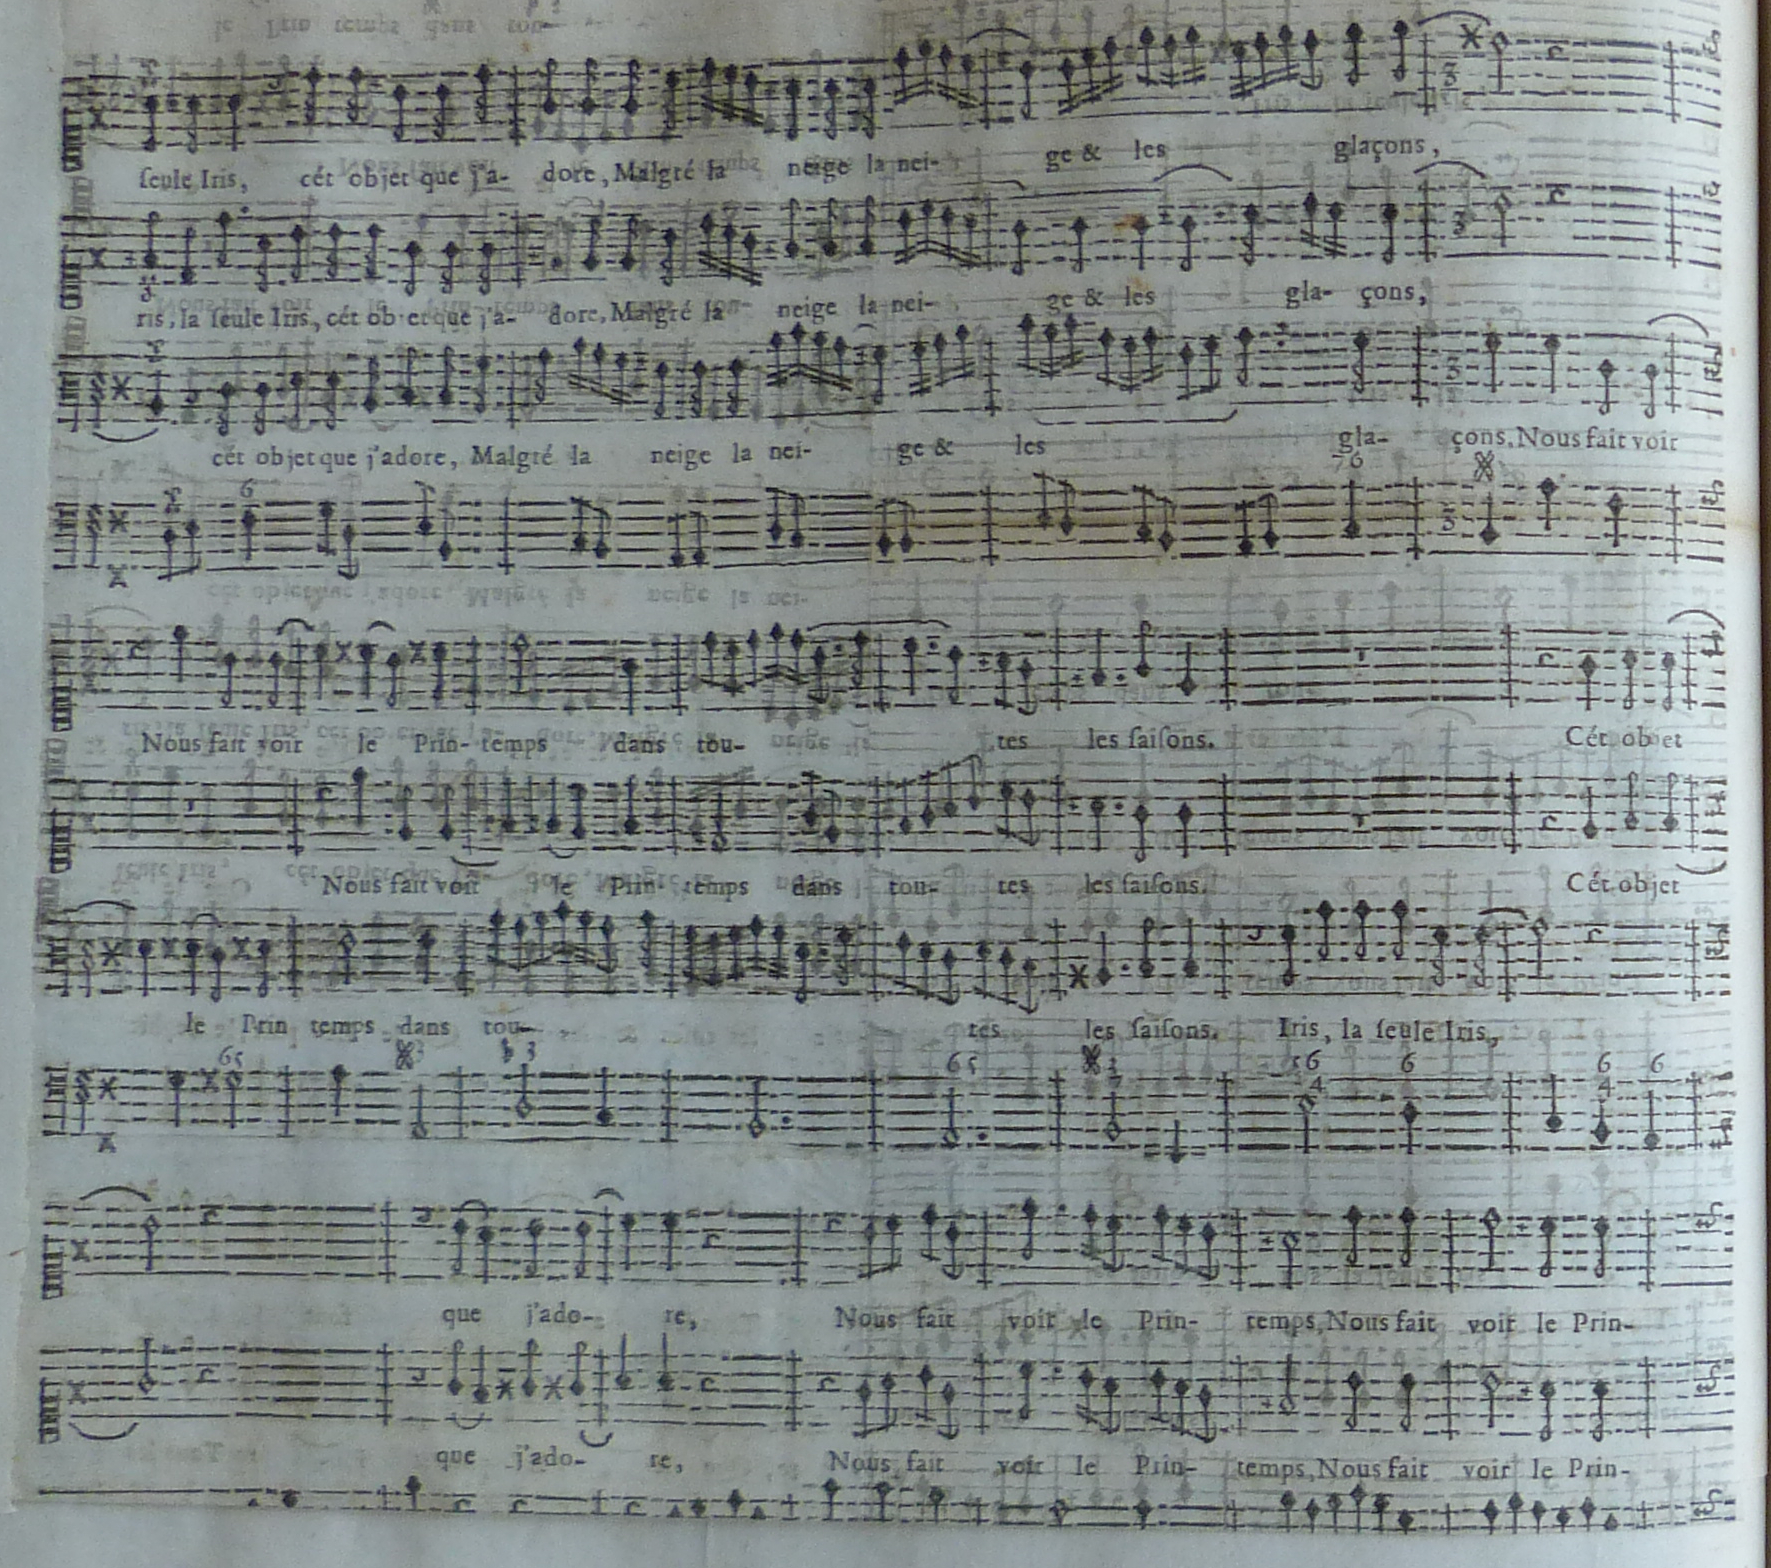 ſeule Iris, cét objet que j'a- dore, Malgré la neige la nei- ge & les glaçons,
ris, la ſeule Iris, cét objet que j'a- dore, Malgré la neige la nei- ge & les gla- çons,
cét objet que j'adore, Malgré la neige la nei- ge & les gla- çons, Nous fait voir
76
6
Nous fait voir le Prin- temps dans tou- tes les ſaiſons. Cét objet
Nous fait voir le Prin- temps dans tou- tes les ſaiſons. Cét objet
le Prin temps dans tou- tes les ſaiſons. Iris, la ſeule Iris,
que j'ado- re, Nous fait voir le Prin- temps, Nous fait voir le Prin-
que j'ado- re, Nous fait voir le Prin- temps, Nous fait voir le Prin-